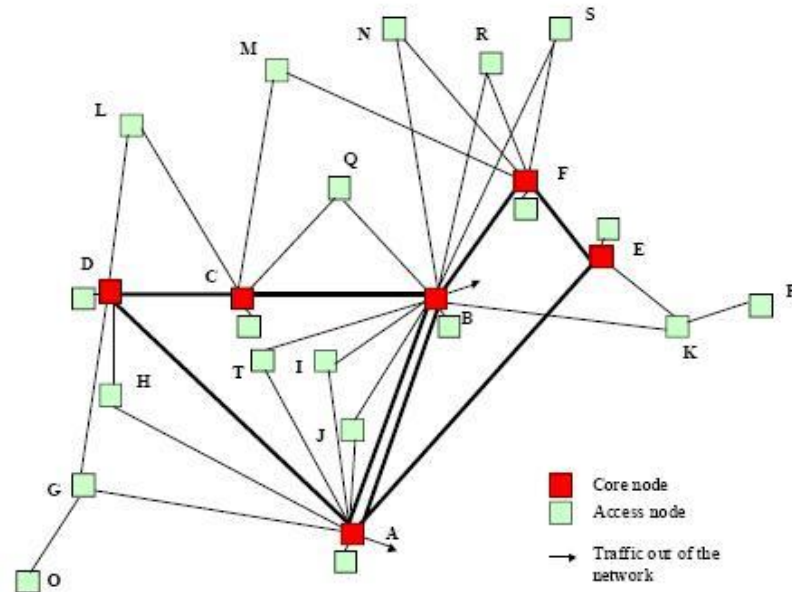 S
N
R
M
L
Q
F
E
D
C
P
B
K
T
I
H
J
G
Core node
Access node
A
Traffic out of the
network
O